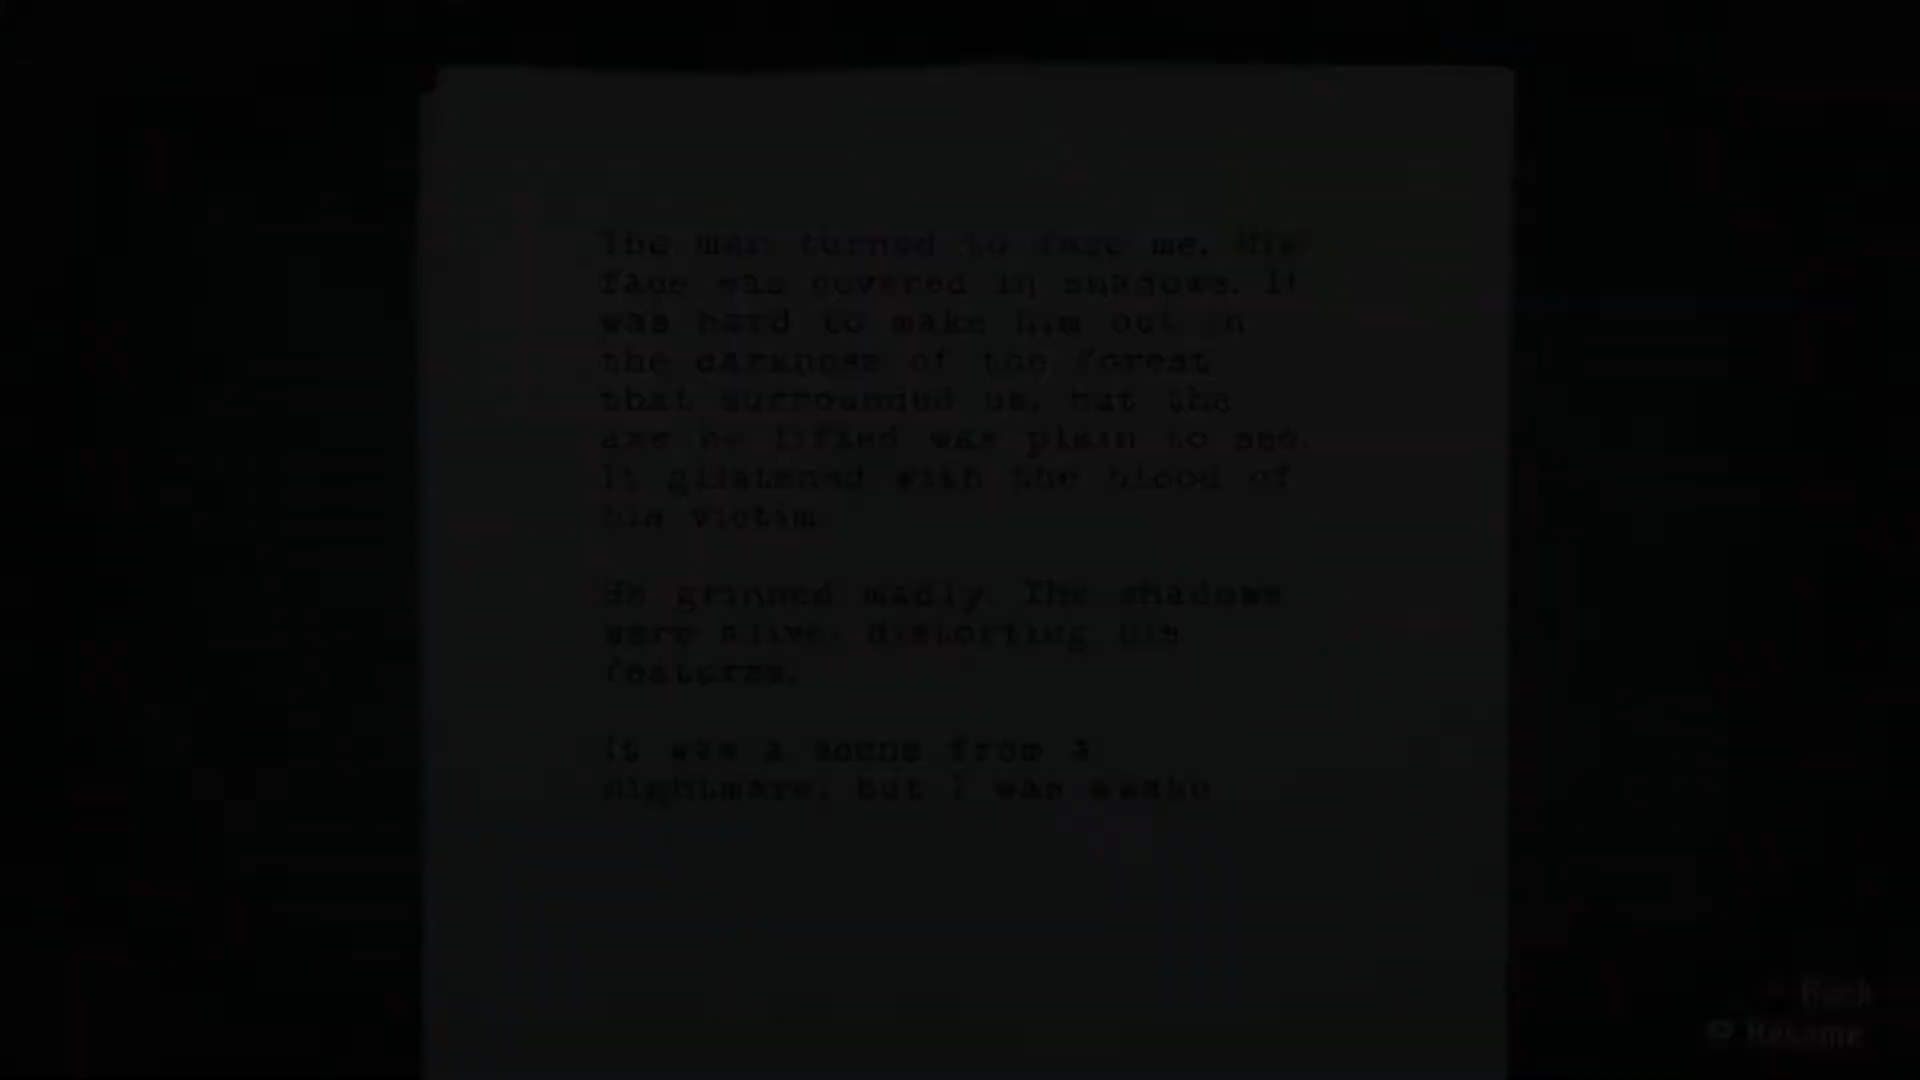 The man turned to face me. His
face was covered in shadows. It
was hard to make him out in
the darkness of the forest
that surrounded us, but the
axe he lifted was plain to see.
It glistened with the blood of
his victim.
He grinned madly. The shadows
were alive, distorting his
features.
It was a scene from a
nightmare, but I was awake
Back
Resume